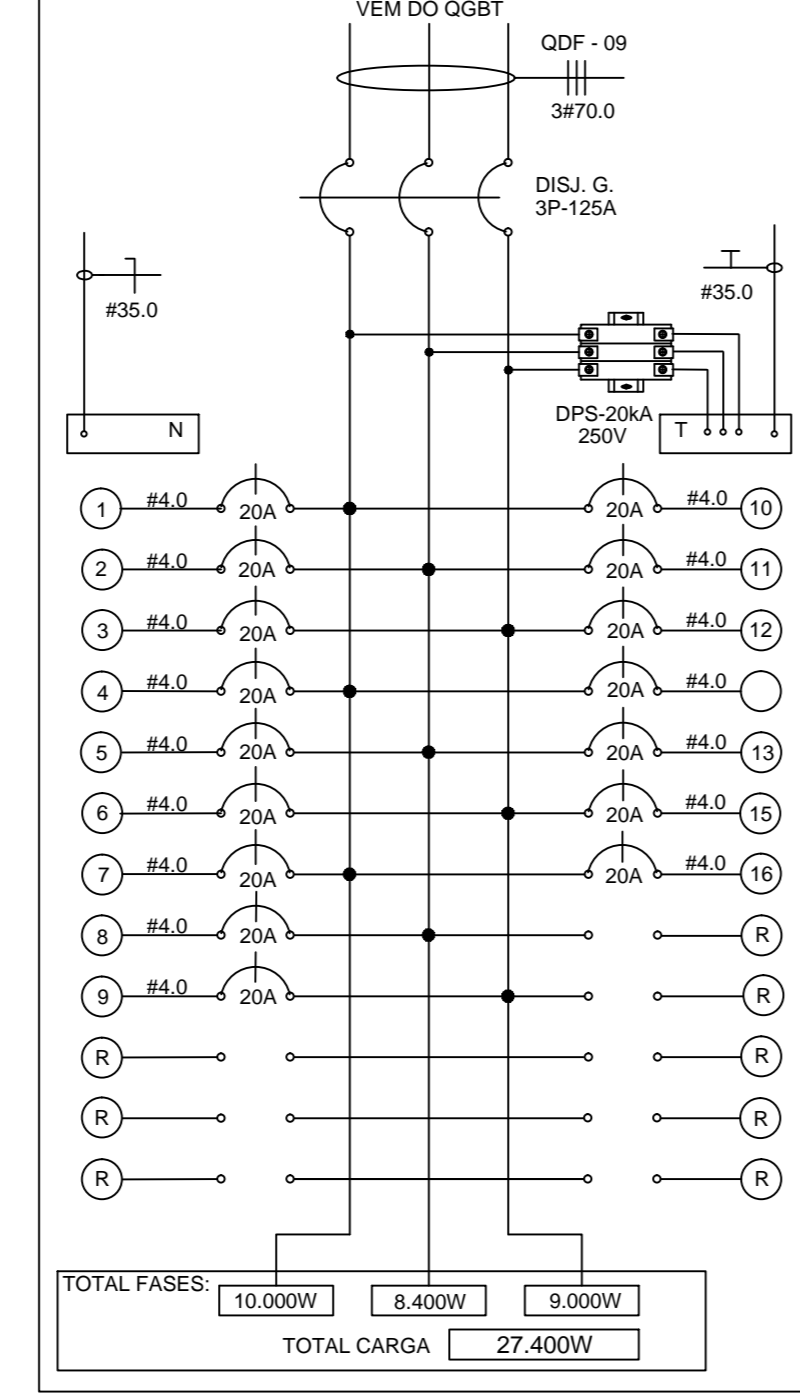 VEM DO QGBT
QDF - 09
3#70.0
DISJ. G.
3P-125A
#35.0
#35.0
DPS-20kA
250V
N
T
1 #4.0 20A 20A #4.0 10
2 #4.0 20A 20A #4.0 11
3 #4.0 20A 20A #4.0 12
4 #4.0 20A 20A #4.0
5 #4.0 20A 20A #4.0 13
6 #4.0 20A 20A #4.0 15
7 #4.0 20A 20A #4.0 16
8 #4.0 20A R
9 #4.0 20A R
R R
R R
R R
TOTAL FASES:
10.000W 8.400W 9.000W
TOTAL CARGA 27.400W